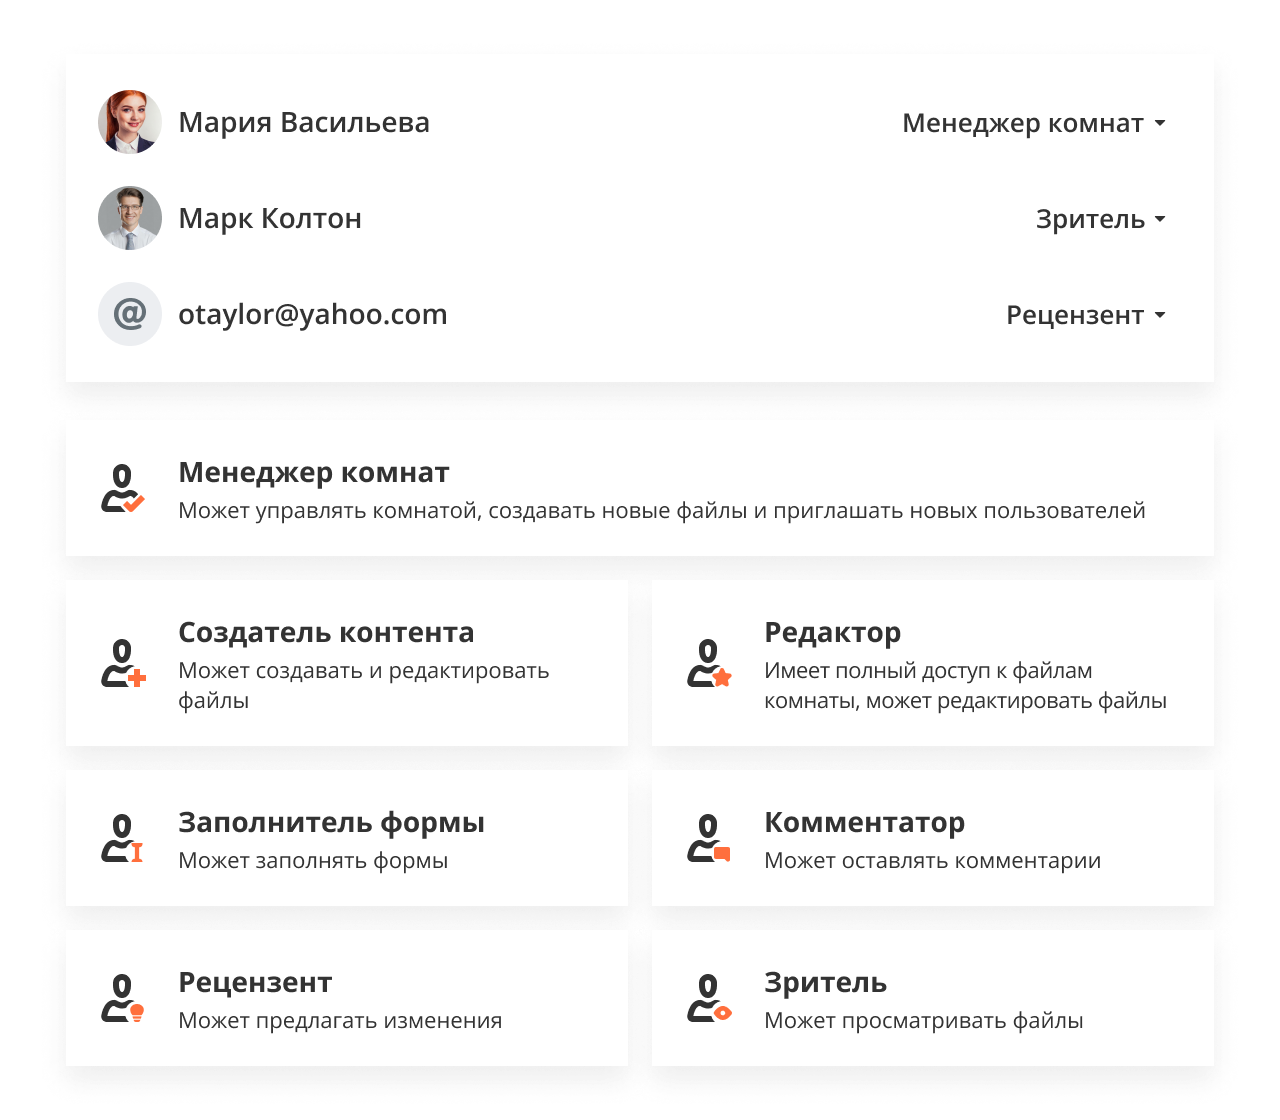 Мария Васильева
Менеджер комнат
Марк Колтон
Зритель
@
otaylor@yahoo.com
Рецензент
Менеджер комнат
Может управлять комнатой, создавать новые файлы и приглашать новых пользователей
Создатель контента
Может создавать и редактировать
файлы
Редактор
Имеет полный доступ к файлам
комнаты, может редактировать файлы
Заполнитель формы
Может заполнять формы
Комментатор
Может оставлять комментарии
Рецензент
Может предлагать изменения
Зритель
Может просматривать файлы